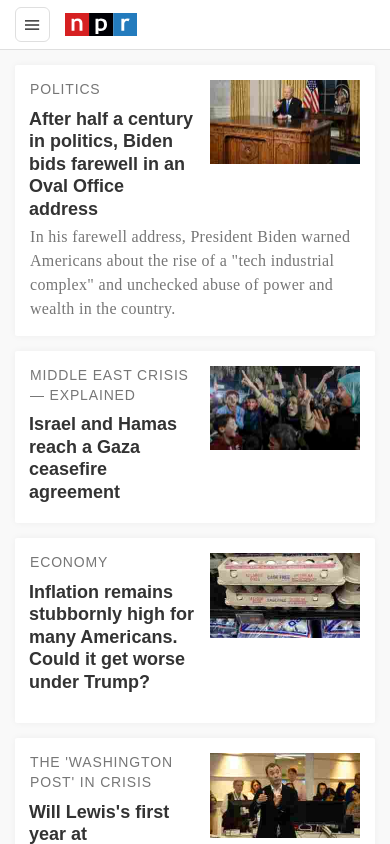 npr
POLITICS
After half a century
in politics, Biden
bids farewell in an
Oval Office
address
In his farewell address, President Biden warned
Americans about the rise of a "tech industrial
complex" and unchecked abuse of power and
wealth in the country.
MIDDLE EAST CRISIS
— EXPLAINED
Israel and Hamas
reach a Gaza
ceasefire
agreement
ECONOMY
Inflation remains
stubbornly high for
many Americans.
Could it get worse
under Trump?
THE 'WASHINGTON
POST' IN CRISIS
Will Lewis's first
year at